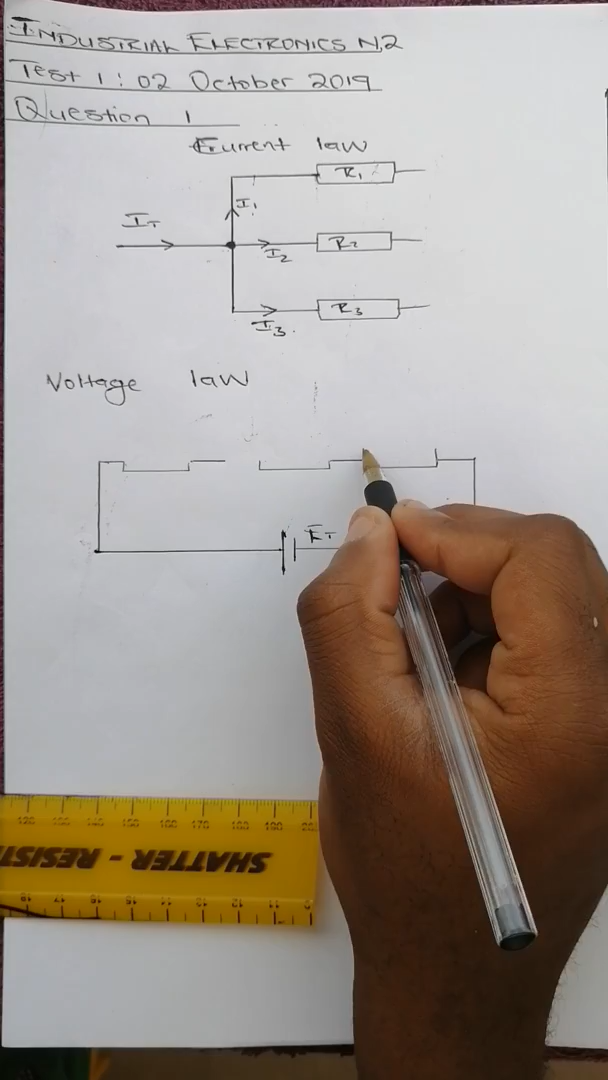 INDUSTRIAL ELECTRONICS N2
Test 1 : 02 October 2019
Question 1
Current law
R1
I1
IT
I2
R2
R3
I3
Voltage law
ET
SHATTER - RESIST